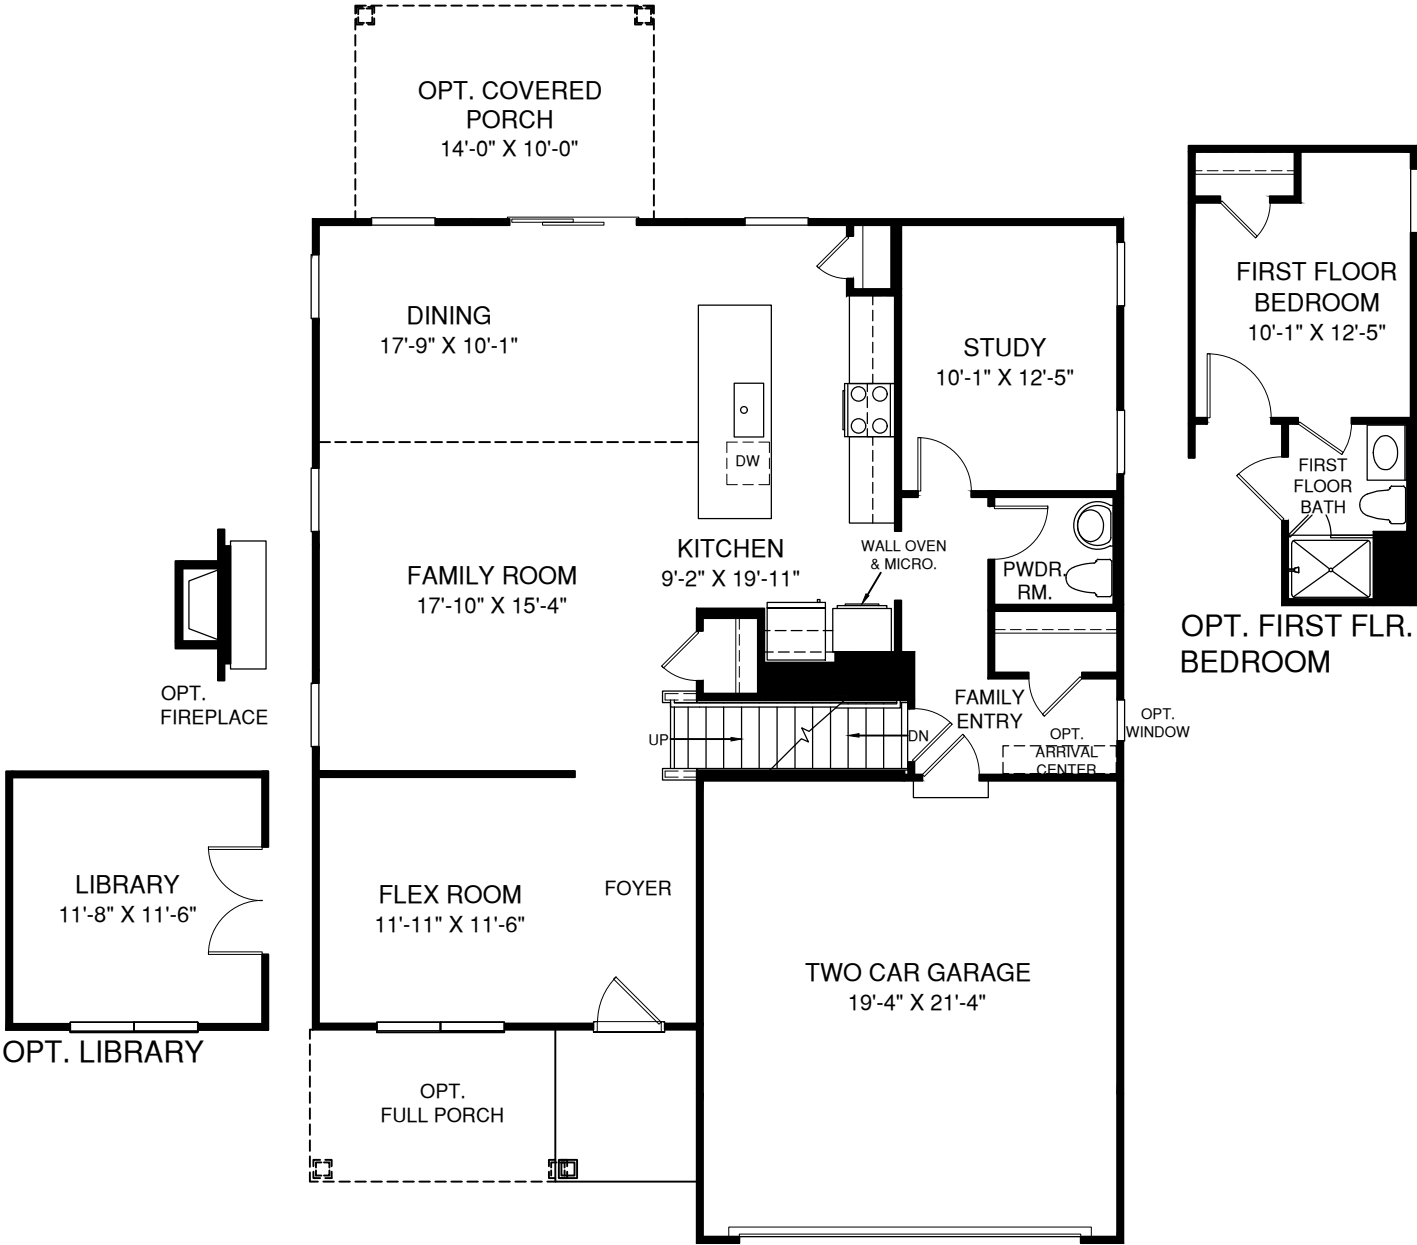 OPT. COVERED
PORCH
14'-0" X 10'-0"
DINING
17'-9" X 10'-1"
STUDY
10'-1" X 12'-5"
FIRST FLOOR
BEDROOM
10'-1" X 12'-5"
DW
FIRST
FLOOR
BATH
KITCHEN
9'-2" X 19'-11"
WALL OVEN
& MICRO.
FAMILY ROOM
17'-10" X 15'-4"
PWDR.
RM.
OPT. FIRST FLR.
BEDROOM
OPT.
FIREPLACE
FAMILY
ENTRY
OPT.
WINDOW
UP
DN
OPT.
ARRIVAL
CENTER
LIBRARY
11'-8" X 11'-6"
FLEX ROOM
11'-11" X 11'-6"
FOYER
TWO CAR GARAGE
19'-4" X 21'-4"
OPT. LIBRARY
OPT.
FULL PORCH